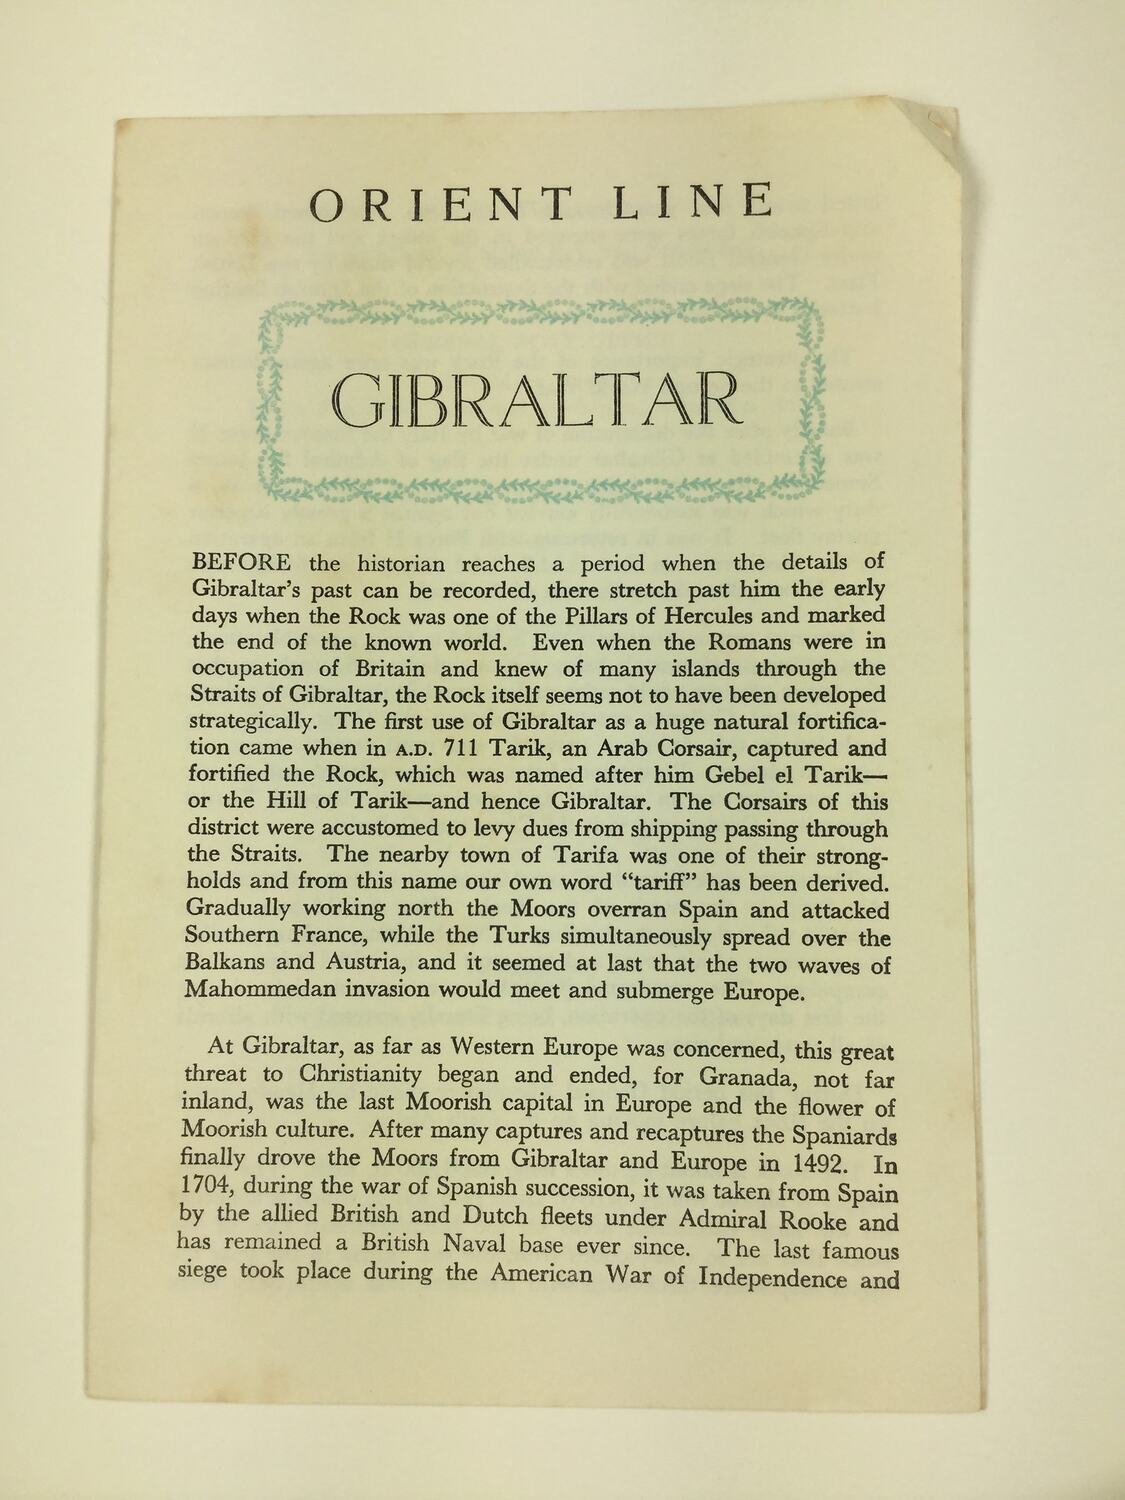 ORIENT LINE
GIBRALTAR
BEFORE the historian reaches a period when the details of
Gibraltar’s past can be recorded, there stretch past him the early
days when the Rock was one of the Pillars of Hercules and marked
the end of the known world. Even when the Romans were in
occupation of Britain and knew of many islands through the
Straits of Gibraltar, the Rock itself seems not to have been developed
strategically. The first use of Gibraltar as a huge natural fortifica-
tion came when in A.D. 711 Tarik, an Arab Corsair, captured and
fortified the Rock, which was named after him Gebel el Tarik—
or the Hill of Tarik—and hence Gibraltar. The Corsairs of this
district were accustomed to levy dues from shipping passing through
the Straits. The nearby town of Tarifa was one of their strong-
holds and from this name our own word “tariff” has been derived.
Gradually working north the Moors overran Spain and attacked
Southern France, while the Turks simultaneously spread over the
Balkans and Austria, and it seemed at last that the two waves of
Mahommedan invasion would meet and submerge Europe.
At Gibraltar, as far as Western Europe was concerned, this great
threat to Christianity began and ended, for Granada, not far
inland, was the last Moorish capital in Europe and the flower of
Moorish culture. After many captures and recaptures the Spaniards
finally drove the Moors from Gibraltar and Europe in 1492. In
1704, during the war of Spanish succession, it was taken from Spain
by the allied British and Dutch fleets under Admiral Rooke and
has remained a British Naval base ever since. The last famous
siege took place during the American War of Independence and